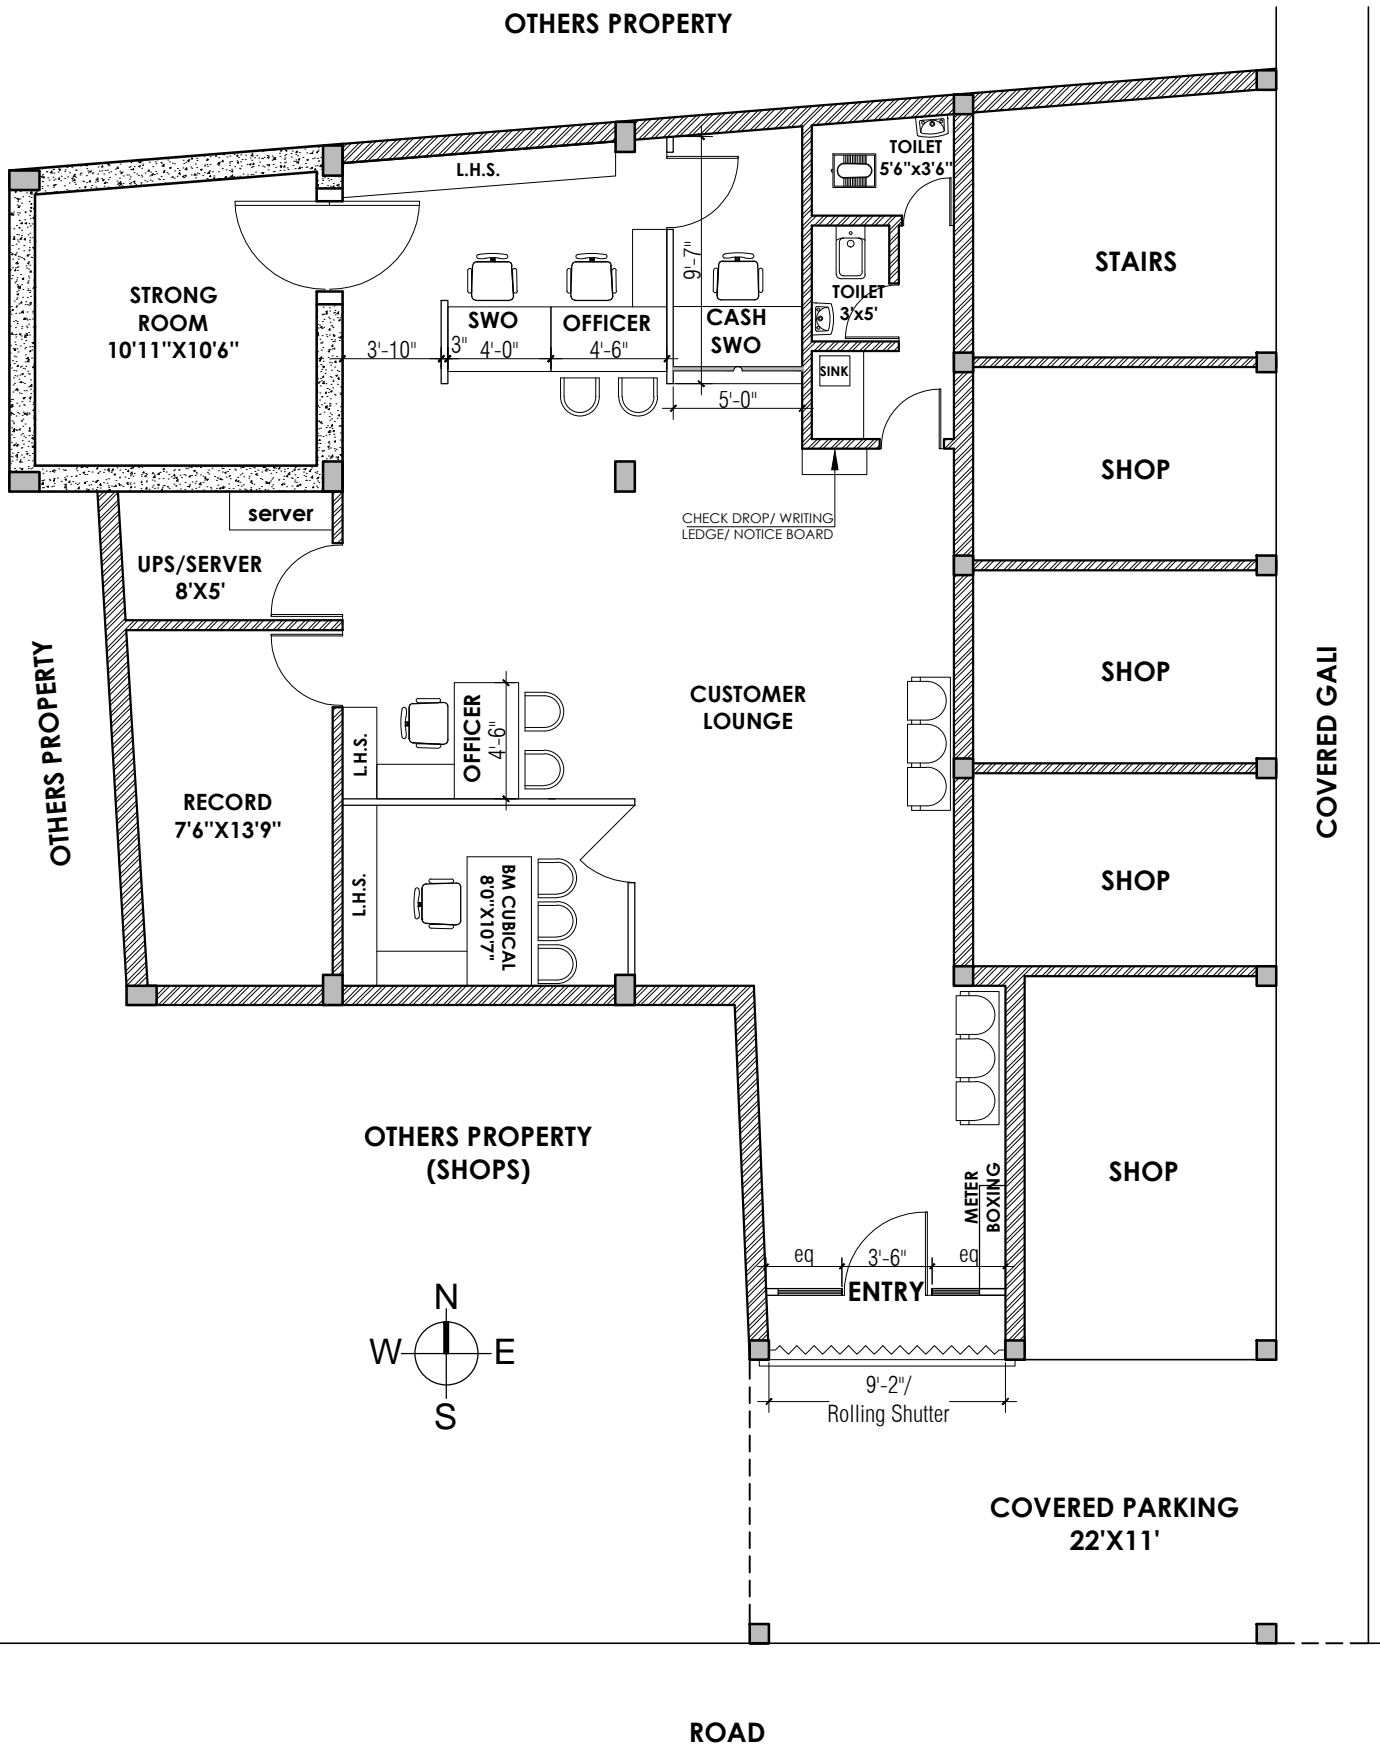 OTHERS PROPERTY
TOILET
5'6"x3'6"
L.H.S.
STAIRS
9'-7"
STRONG
ROOM
10'11"X10'6"
TOILET
3'x5'
SWO
OFFICER
CASH
SWO
3'-10"
3"
4'-0"
4'-6"
SINK
5'-0"
SHOP
server
CHECK DROP/ WRITING
LEDGE/ NOTICE BOARD
UPS/SERVER
8'X5'
OTHERS PROPERTY
SHOP
COVERED GALI
CUSTOMER
LOUNGE
OFFICER
4'-6"
L.H.S.
RECORD
7'6"X13'9"
SHOP
L.H.S.
BM CUBICAL
8'0"X10'7"
OTHERS PROPERTY
(SHOPS)
SHOP
METER
BOXING
eq
3'-6"
eq
ENTRY
N
W
E
S
9'-2"/
Rolling Shutter
COVERED PARKING
22'X11'
ROAD